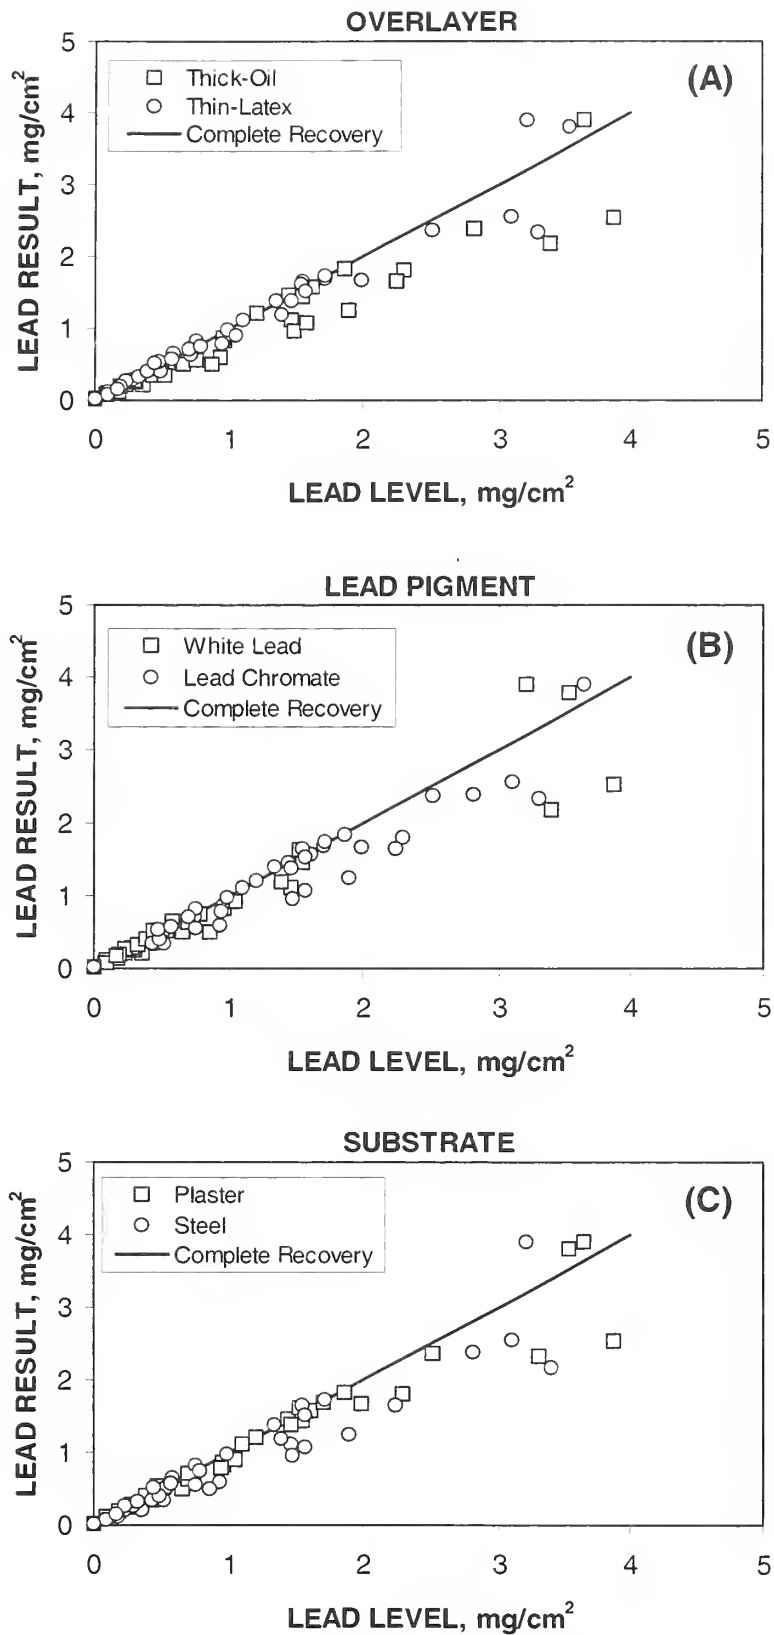 OVERLAYER
(A)
Thick-Oil
Thin-Latex
Complete Recovery
LEAD RESULT, mg/cm²
5
4
3
2
1
0
0 1 2 3 4 5
LEAD LEVEL, mg/cm²
LEAD PIGMENT
(B)
White Lead
Lead Chromate
Complete Recovery
LEAD RESULT, mg/cm²
5
4
3
2
1
0
0 1 2 3 4 5
LEAD LEVEL, mg/cm²
SUBSTRATE
(C)
Plaster
Steel
Complete Recovery
LEAD RESULT, mg/cm²
5
4
3
2
1
0
0 1 2 3 4 5
LEAD LEVEL, mg/cm²